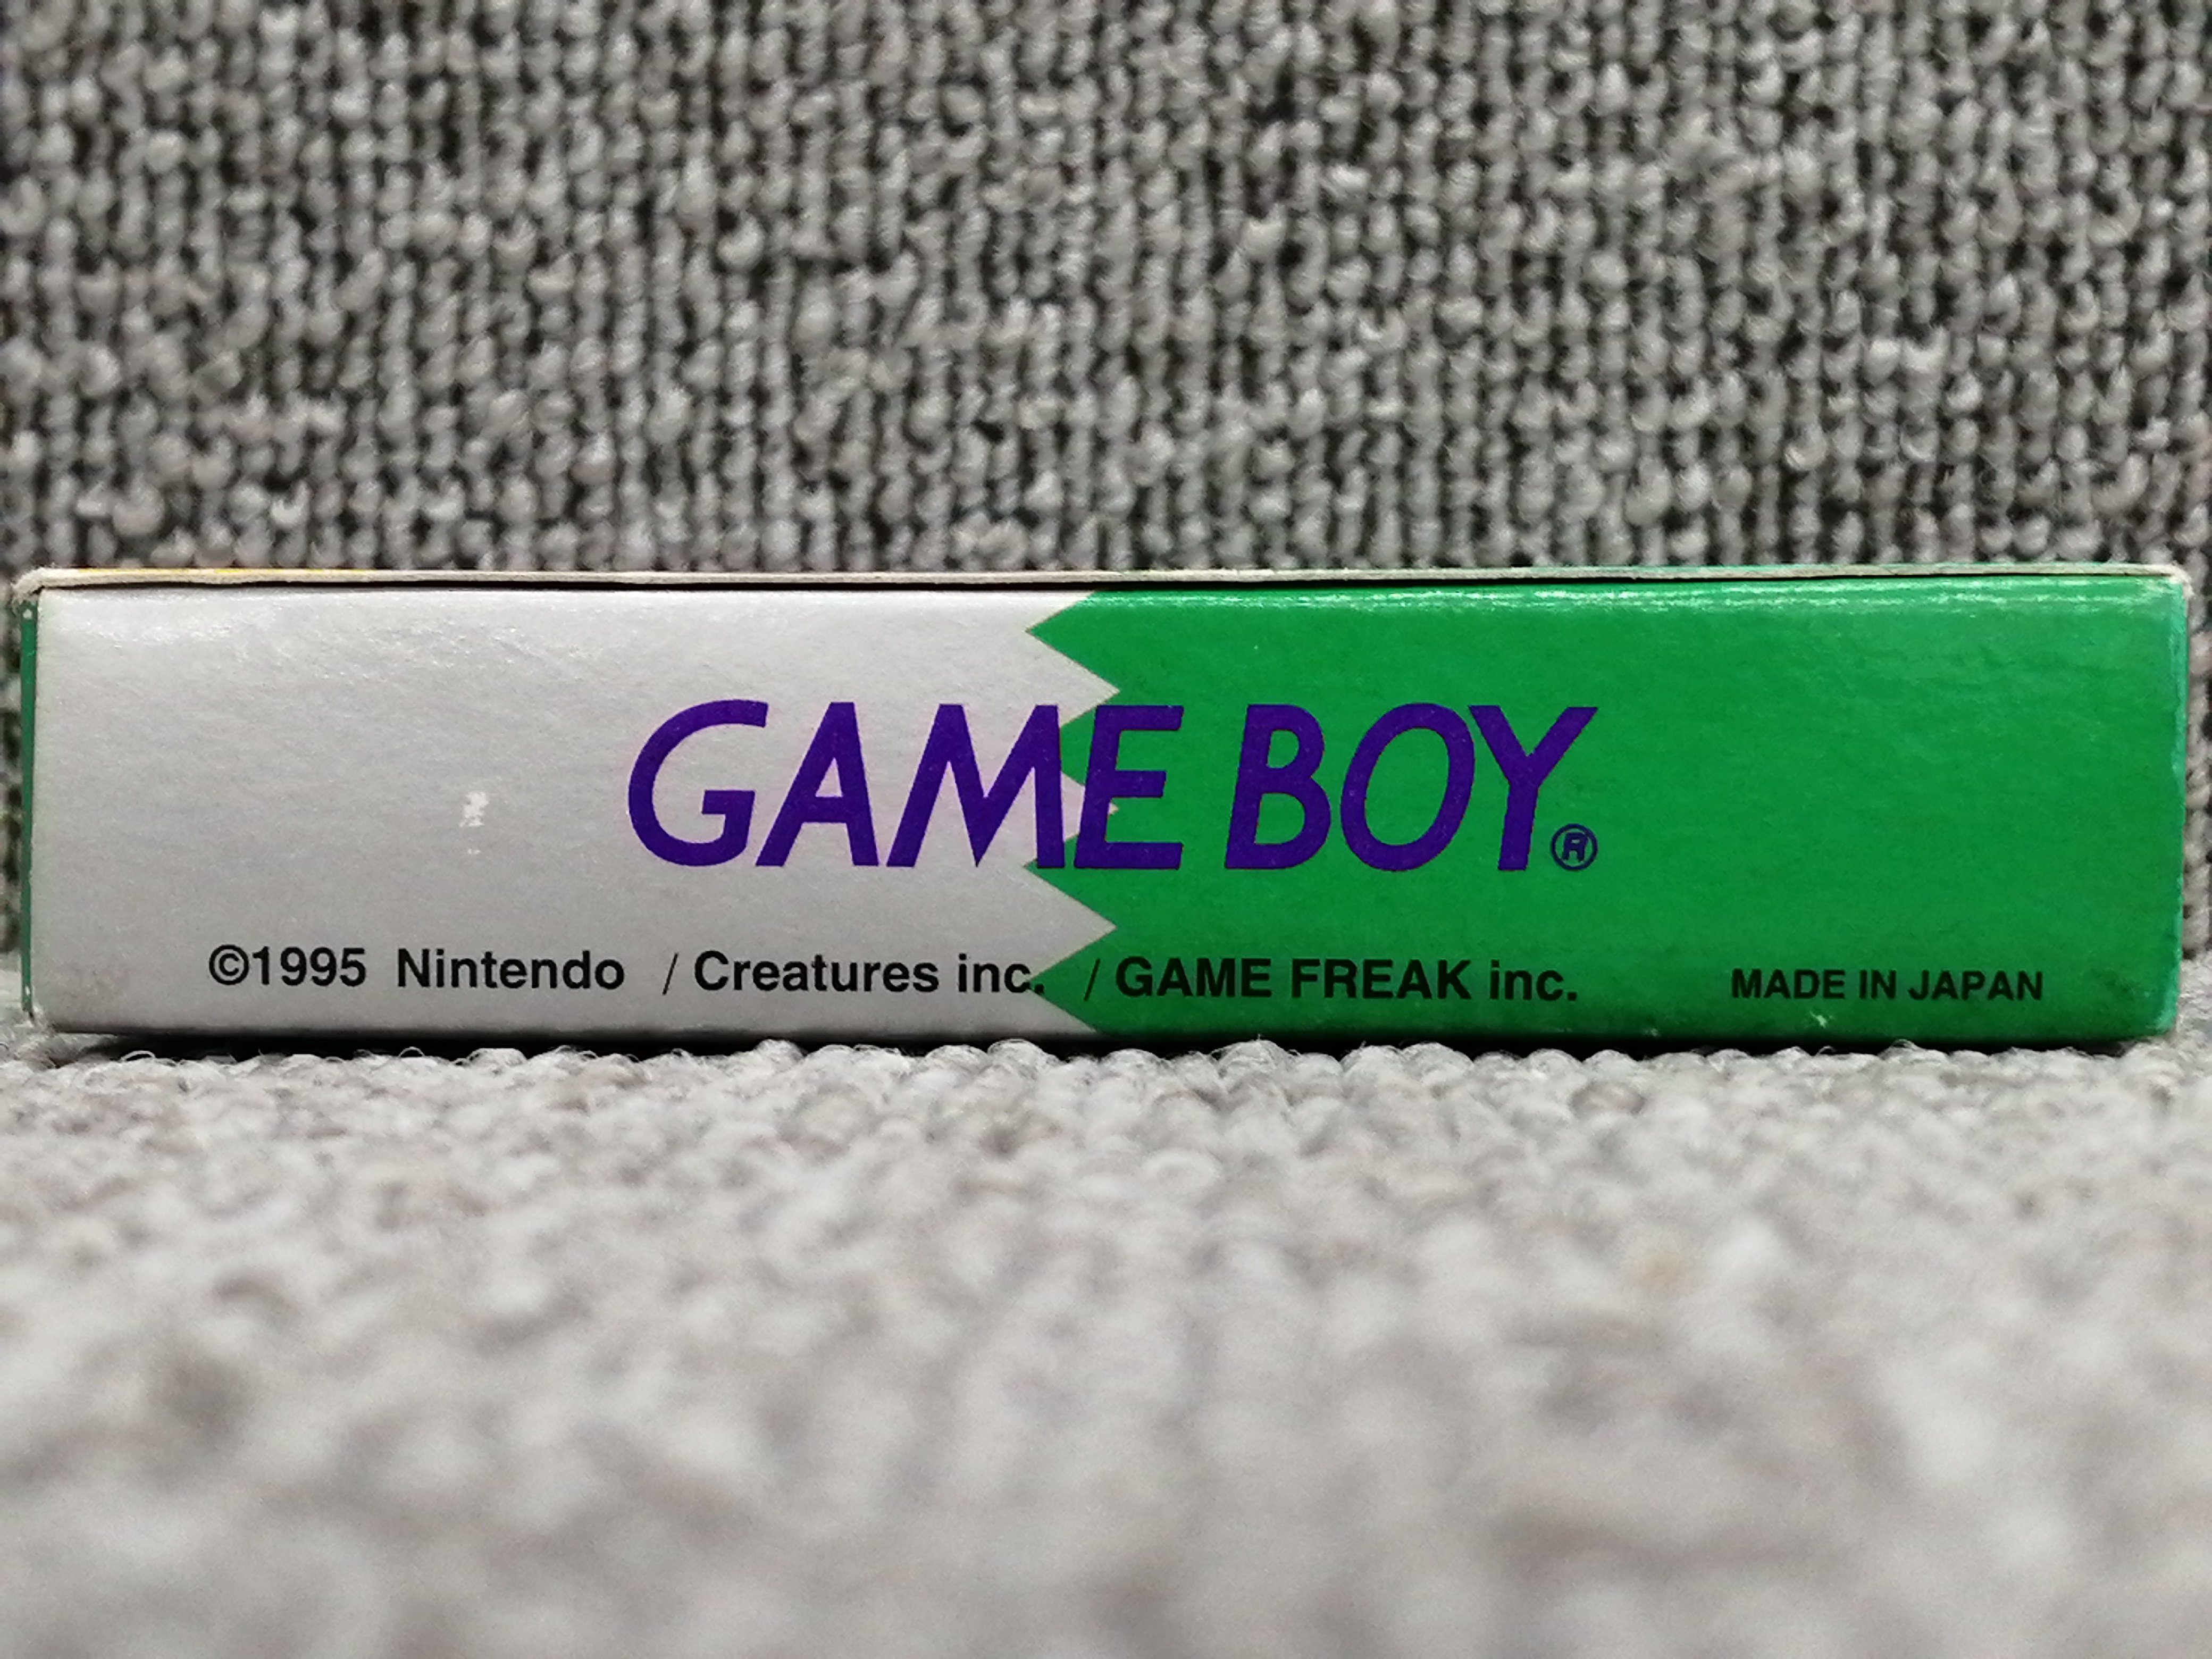 GAME BOY®
©1995 Nintendo / Creatures inc. / GAME FREAK inc. MADE IN JAPAN